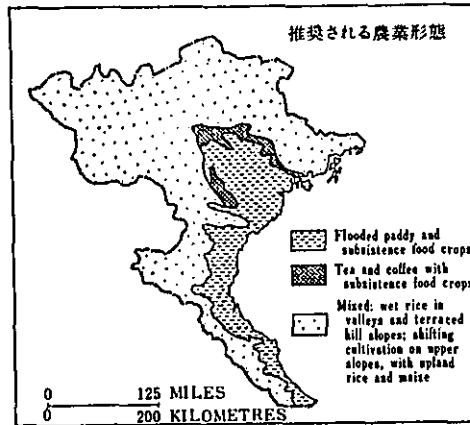 推奨される農業形態
Flooded paddy and
subsistence food crops
Tea and coffee with
subsistence food crops
Mixed: wet rice in
valleys and terraced
hill slopes; shifting
cultivation on upper
slopes, with upland
rice and maize
0 125 MILES
0 200 KILOMETRES